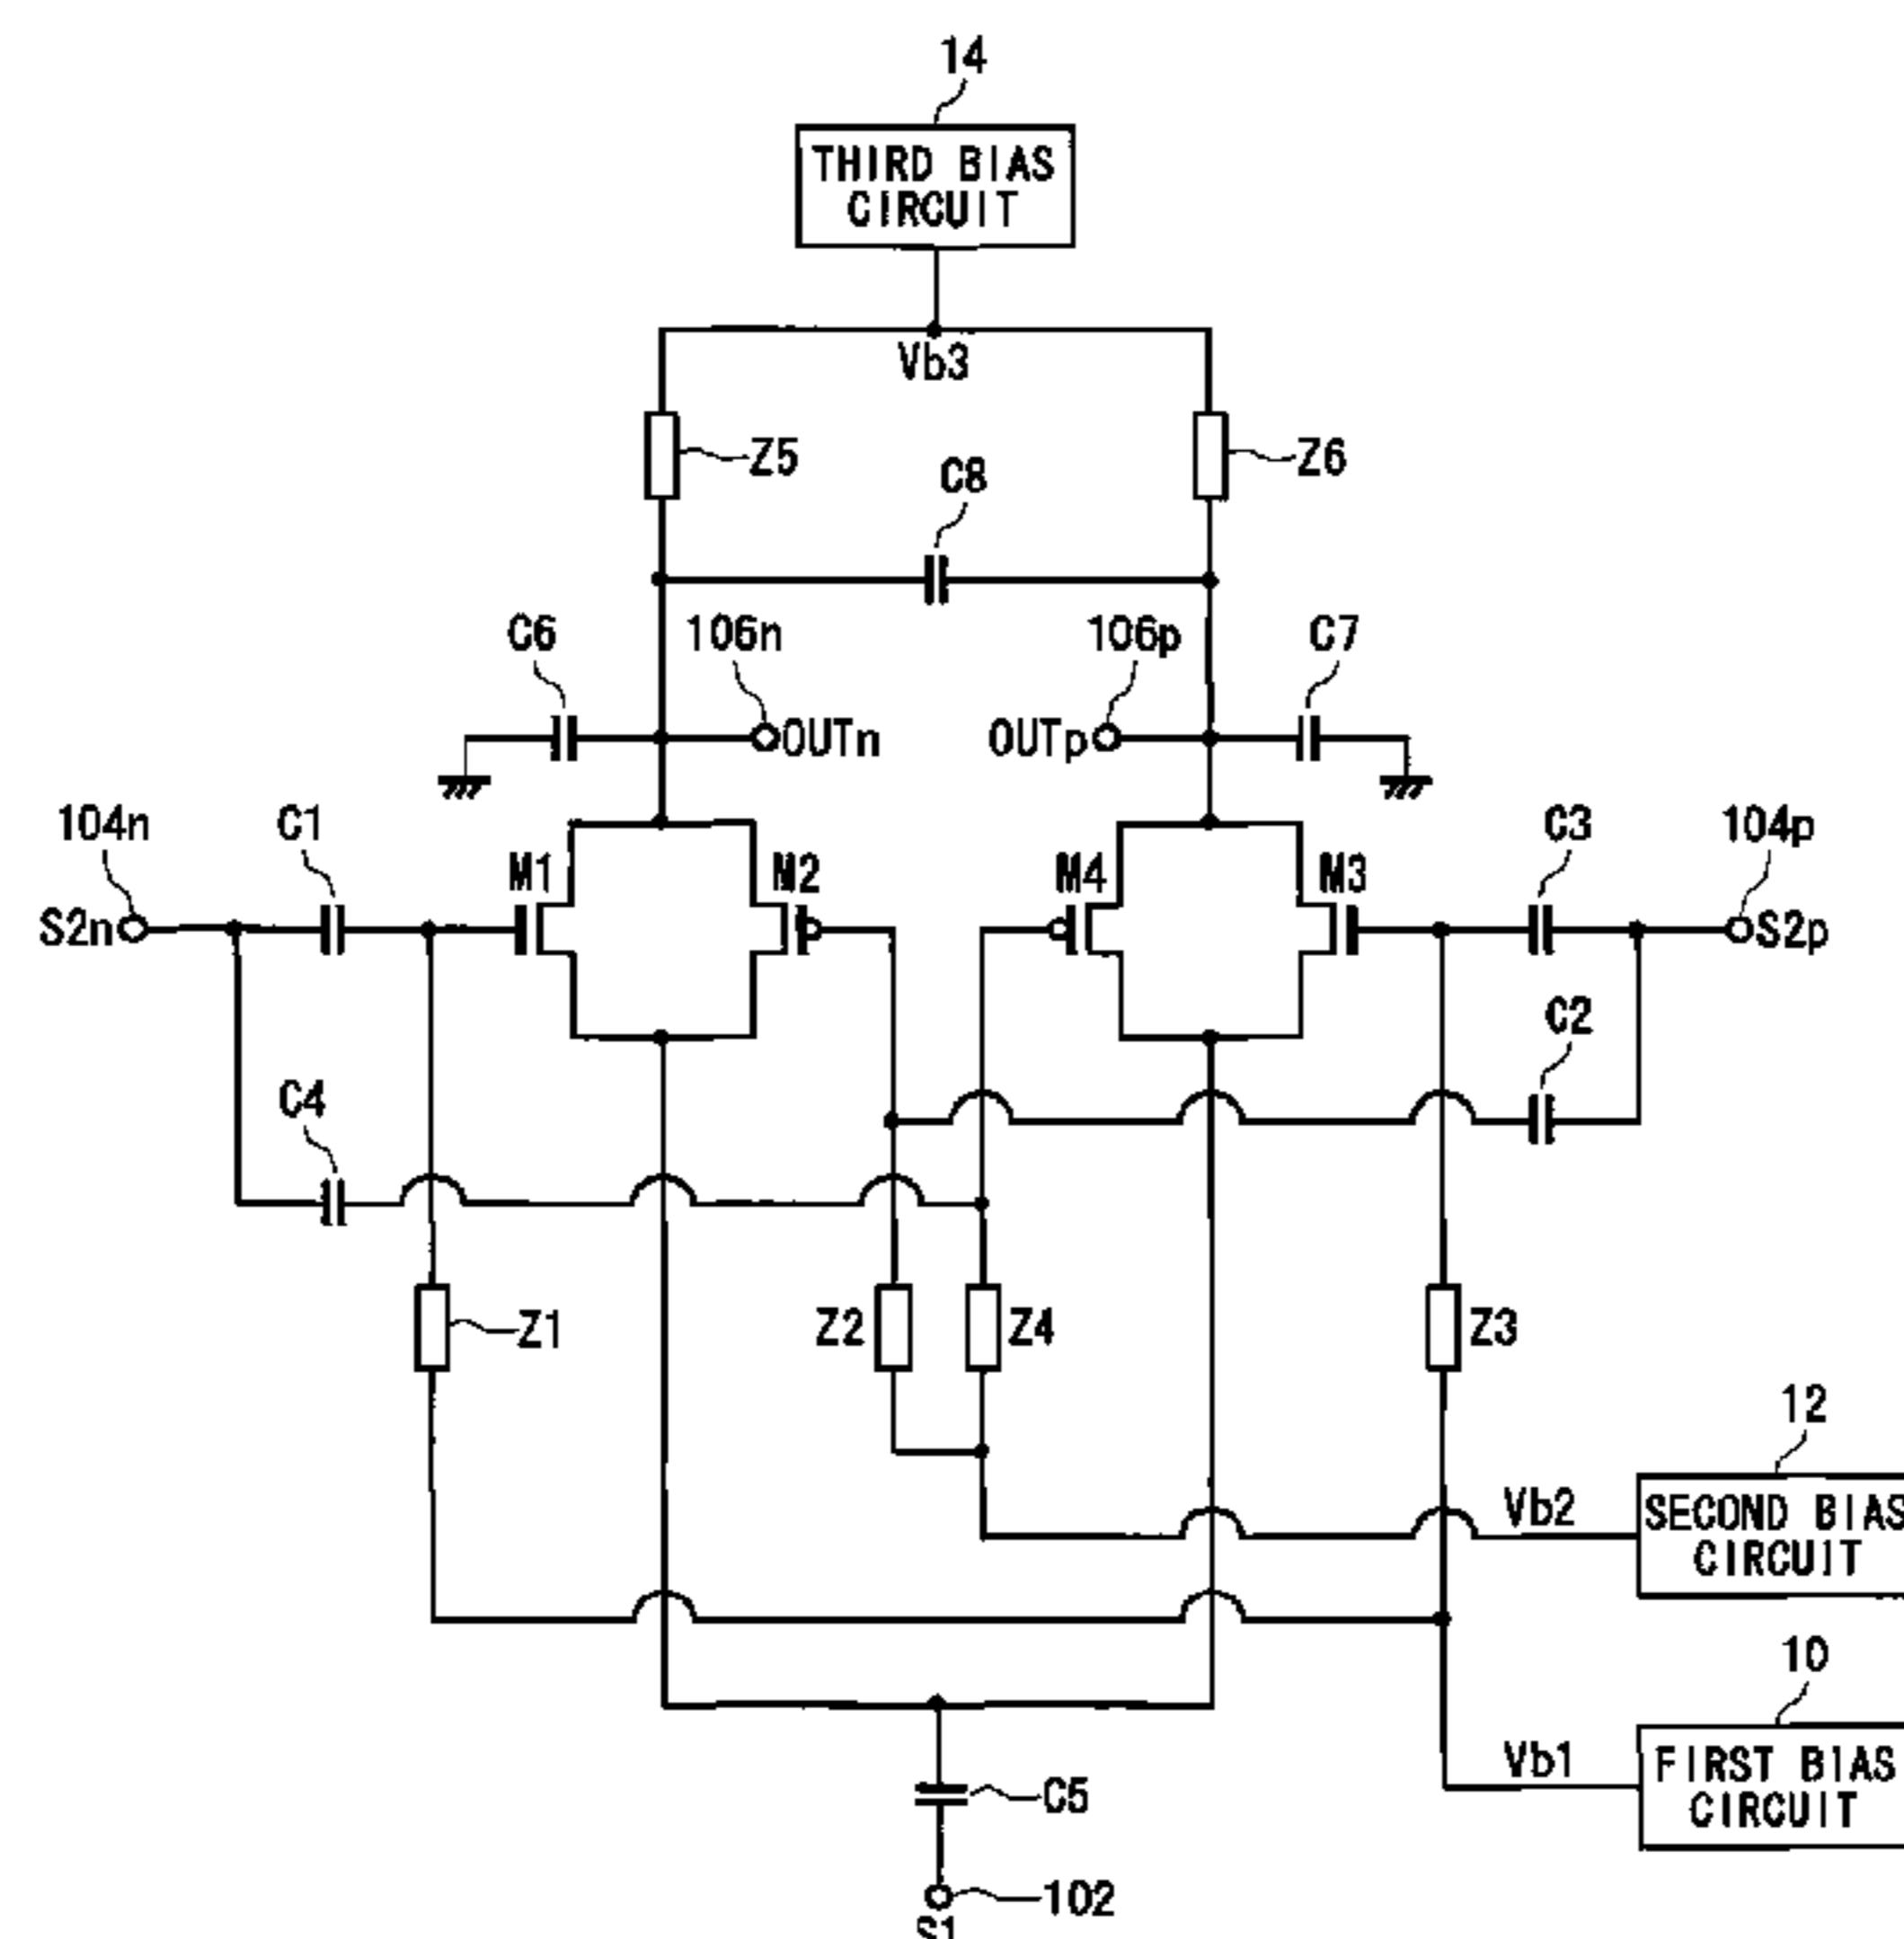 14
THIRD BIAS
CIRCUIT
Vb3
Z5
Z6
C8
C6
106n
106p
C7
OUTn
OUTp
104n
C1
M1
M2
M4
M3
C3
104p
S2n
S2p
C2
C4
Z1
Z2
Z4
Z3
12
Vb2
SECOND BIAS
CIRCUIT
10
Vb1
FIRST BIAS
CIRCUIT
C5
102
S1